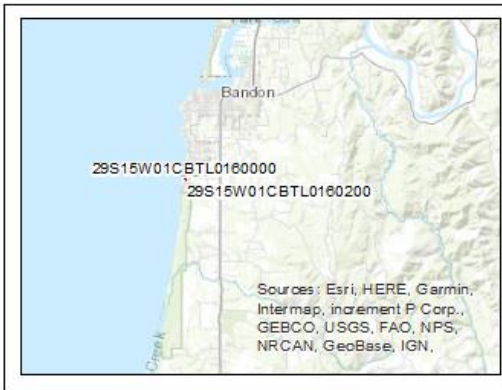 Bandon
29S15W01CBTL0160000
29S15W01CBTL0160200
Sources: Esri, HERE, Garmin,
Intermap, increment P Corp.,
GEBCO, USGS, FAO, NPS,
NRCAN, GeoBase, IGN,
Creek